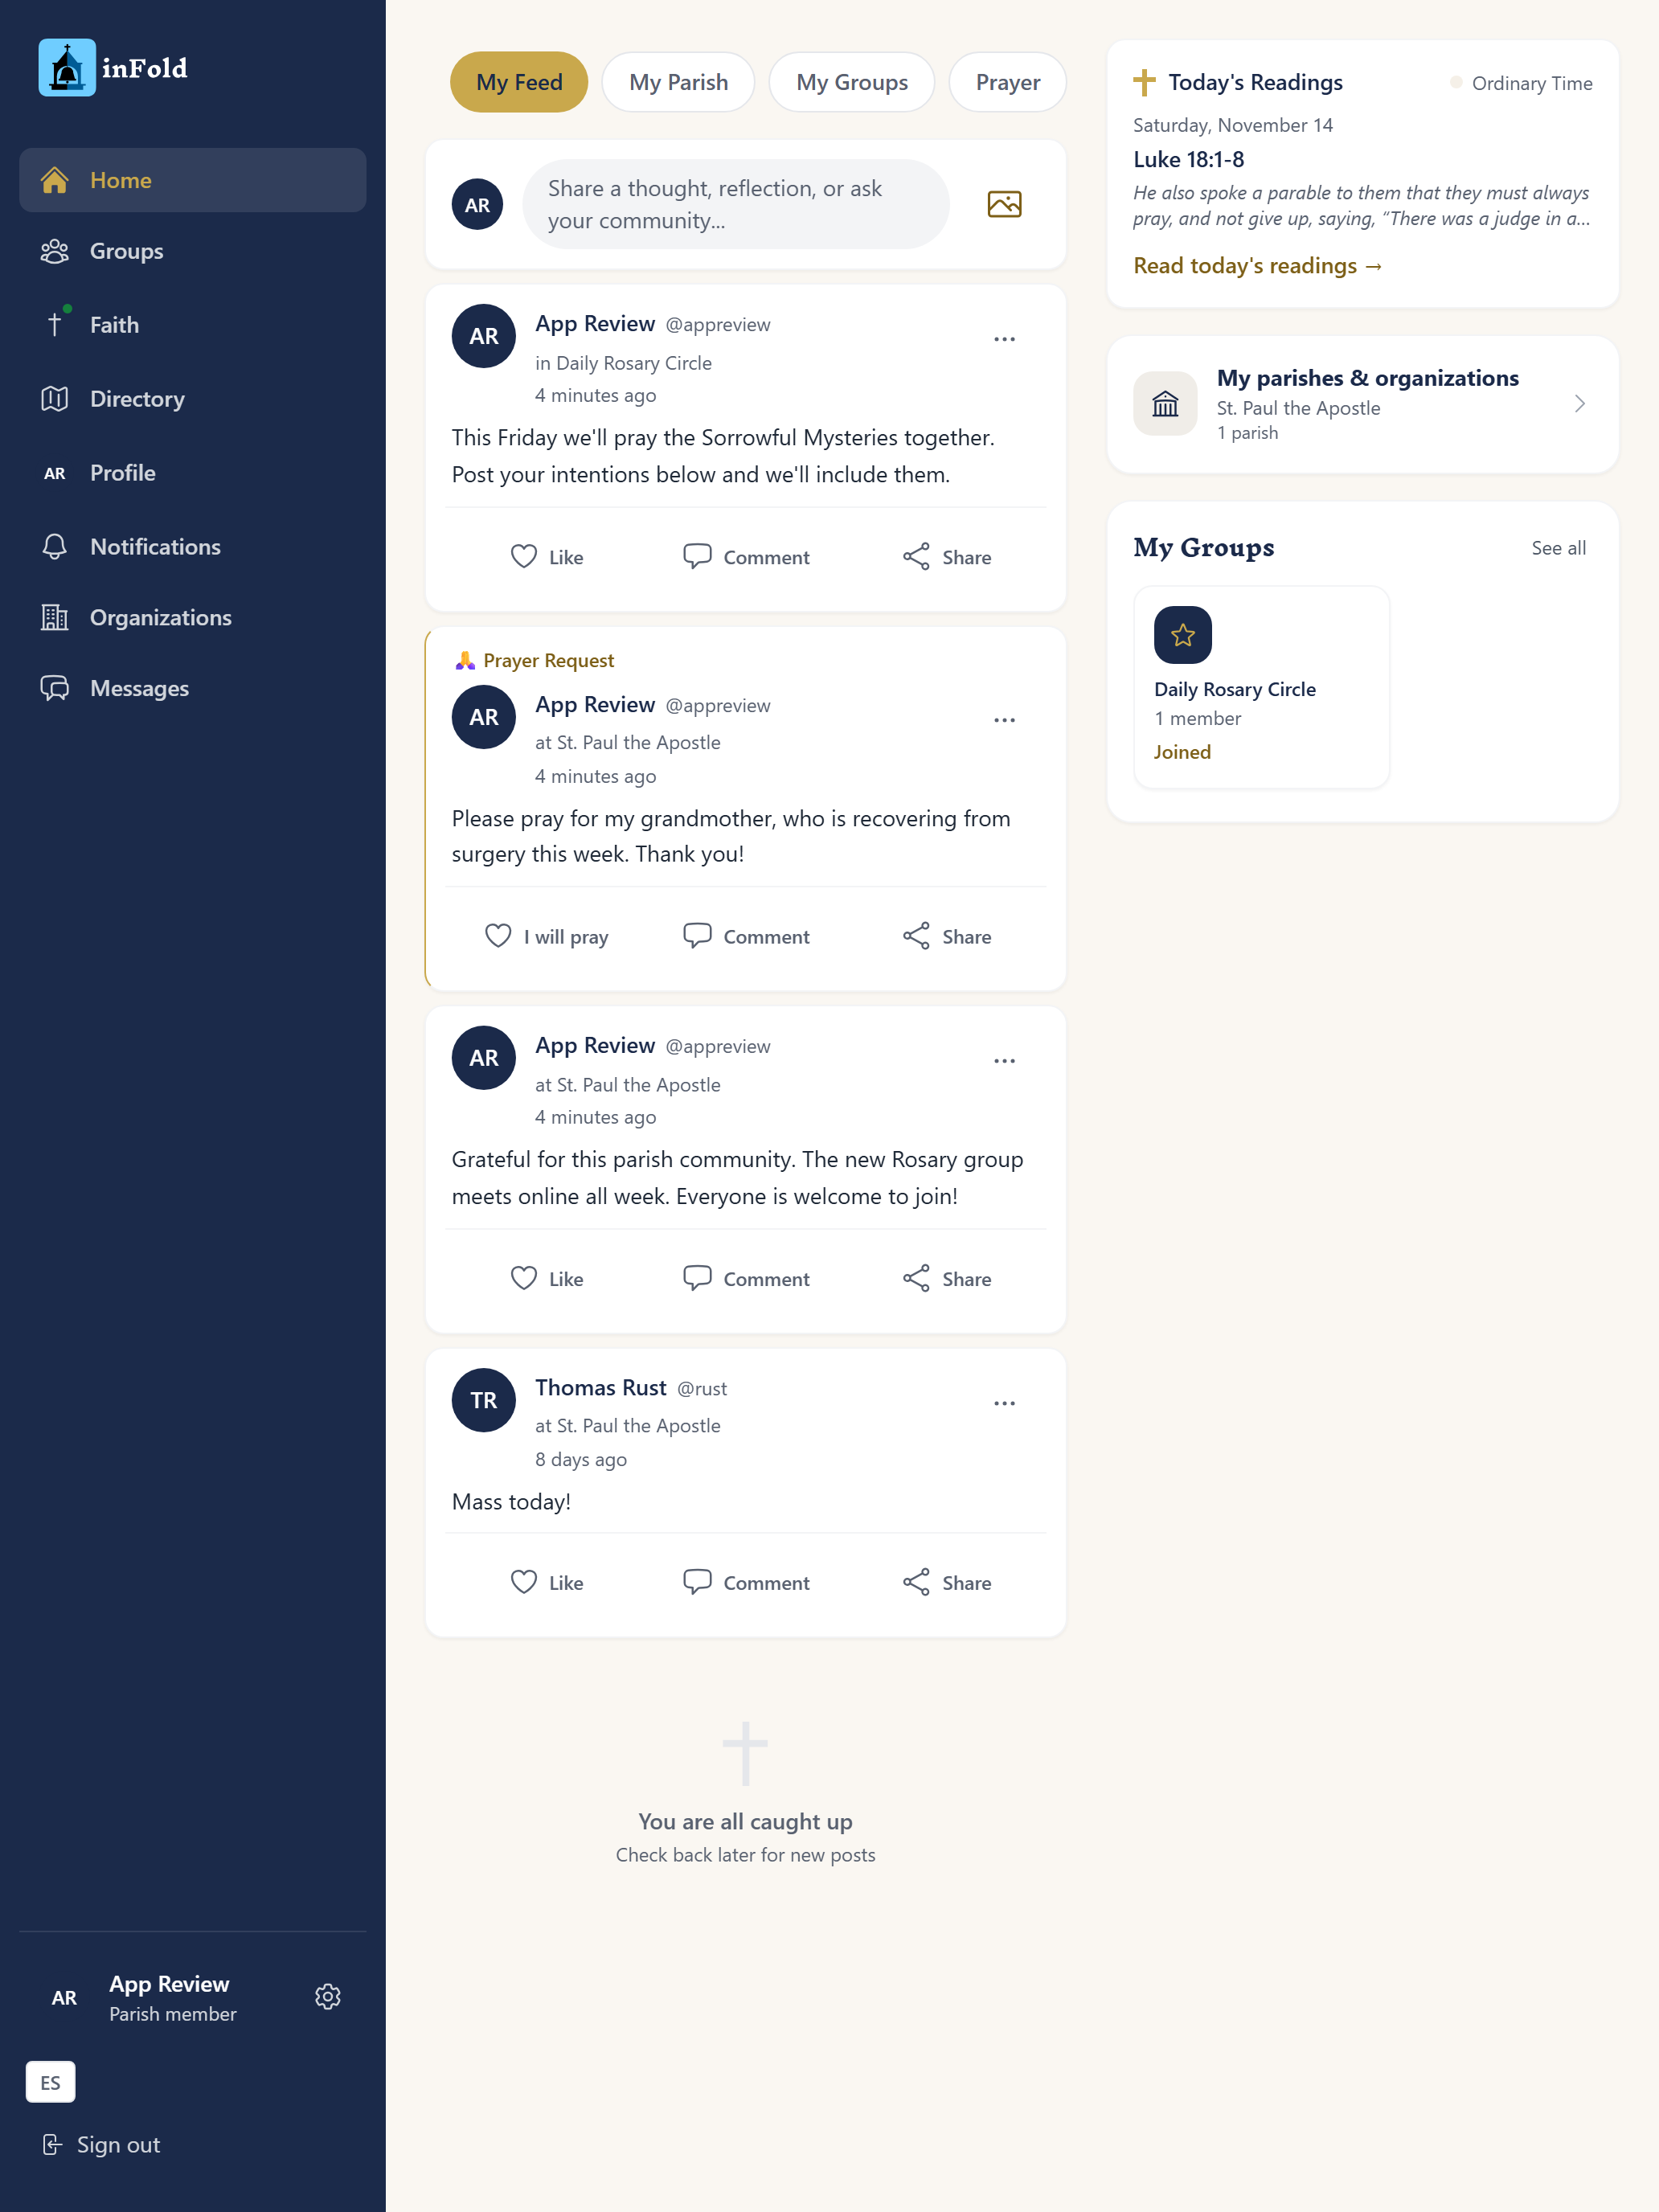 inFold
Home
Groups
Faith
Directory
AR Profile
Notifications
Organizations
Messages
AR
App Review
Parish member
ES
Sign out
My Feed
My Parish
My Groups
Prayer
AR
Share a thought, reflection, or ask
your community...
AR
App Review @appreview
in Daily Rosary Circle
4 minutes ago
This Friday we'll pray the Sorrowful Mysteries together.
Post your intentions below and we'll include them.
Like
Comment
Share
Prayer Request
AR
App Review @appreview
at St. Paul the Apostle
4 minutes ago
Please pray for my grandmother, who is recovering from
surgery this week. Thank you!
I will pray
Comment
Share
AR
App Review @appreview
at St. Paul the Apostle
4 minutes ago
Grateful for this parish community. The new Rosary group
meets online all week. Everyone is welcome to join!
Like
Comment
Share
TR
Thomas Rust @rust
at St. Paul the Apostle
8 days ago
Mass today!
Like
Comment
Share
You are all caught up
Check back later for new posts
Today's Readings
Ordinary Time
Saturday, November 14
Luke 18:1-8
He also spoke a parable to them that they must always
pray, and not give up, saying, “There was a judge in a...
Read today's readings →
My parishes & organizations
St. Paul the Apostle
1 parish
My Groups
See all
Daily Rosary Circle
1 member
Joined